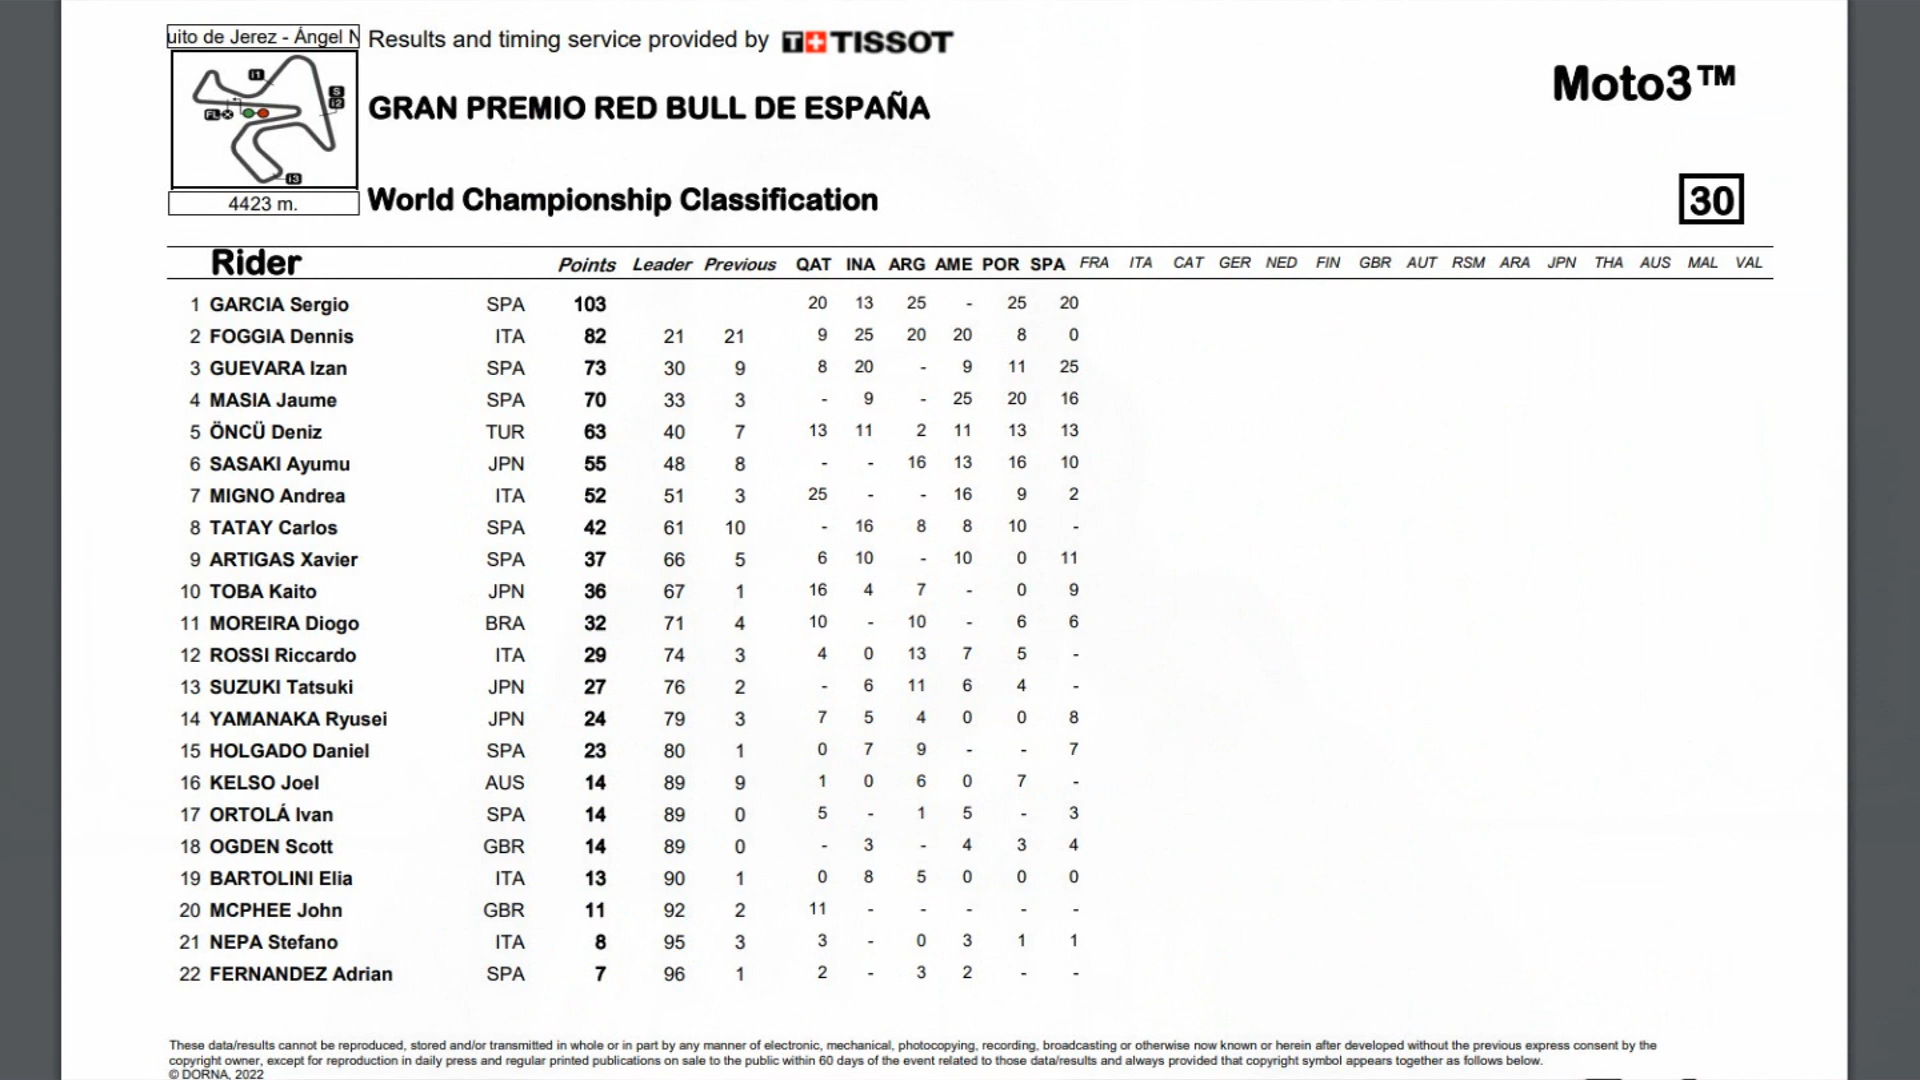 uito de Jerez - Ángel N
Results and timing service provided by T+ TISSOT
Moto3™
GRAN PREMIO RED BULL DE ESPAÑA
i1
S
i2
FL
i3
World Championship Classification
30
4423 m.
Rider Points Leader Previous QAT INA ARG AME POR SPA FRA ITA CAT GER NED FIN GBR AUT RSM ARA JPN THA AUS MAL VAL
1 GARCIA Sergio SPA 103 20 13 25 - 25 20
2 FOGGIA Dennis ITA 82 21 21 9 25 20 20 8 0
3 GUEVARA Izan SPA 73 30 9 8 20 - 9 11 25
4 MASIA Jaume SPA 70 33 3 - 9 - 25 20 16
5 ÖNCÜ Deniz TUR 63 40 7 13 11 2 11 13 13
6 SASAKI Ayumu JPN 55 48 8 - - 16 13 16 10
7 MIGNO Andrea ITA 52 51 3 25 - - 16 9 2
8 TATAY Carlos SPA 42 61 10 - 16 8 8 10 -
9 ARTIGAS Xavier SPA 37 66 5 6 10 - 10 0 11
10 TOBA Kaito JPN 36 67 1 16 4 7 - 0 9
11 MOREIRA Diogo BRA 32 71 4 10 - 10 - 6 6
12 ROSSI Riccardo ITA 29 74 3 4 0 13 7 5 -
13 SUZUKI Tatsuki JPN 27 76 2 - 6 11 6 4 -
14 YAMANAKA Ryusei JPN 24 79 3 7 5 4 0 0 8
15 HOLGADO Daniel SPA 23 80 1 0 7 9 - - 7
16 KELSO Joel AUS 14 89 9 1 0 6 0 7 -
17 ORTOLÁ Ivan SPA 14 89 0 5 - 1 5 - 3
18 OGDEN Scott GBR 14 89 0 - 3 - 4 3 4
19 BARTOLINI Elia ITA 13 90 1 0 8 5 0 0 0
20 MCPHEE John GBR 11 92 2 11 - - - - -
21 NEPA Stefano ITA 8 95 3 3 - 0 3 1 1
22 FERNANDEZ Adrian SPA 7 96 1 2 - 3 2 - -
These data/results cannot be reproduced, stored and/or transmitted in whole or in part by any manner of electronic, mechanical, photocopying, recording, broadcasting or otherwise now known or herein after developed without the previous express consent by the
copyright owner, except for reproduction in daily press and regular printed publications on sale to the public within 60 days of the event related to those data/results and always provided that copyright symbol appears together as follows below.
© DORNA, 2022